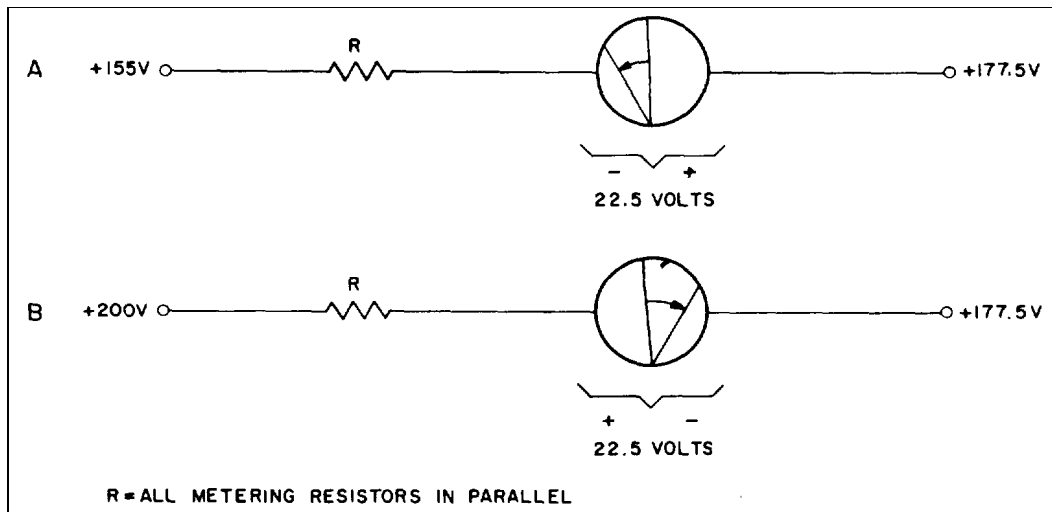 R
A +155V +177.5V
- +
22.5 VOLTS
R
B +200V +177.5V
+ -
22.5 VOLTS
R = ALL METERING RESISTORS IN PARALLEL